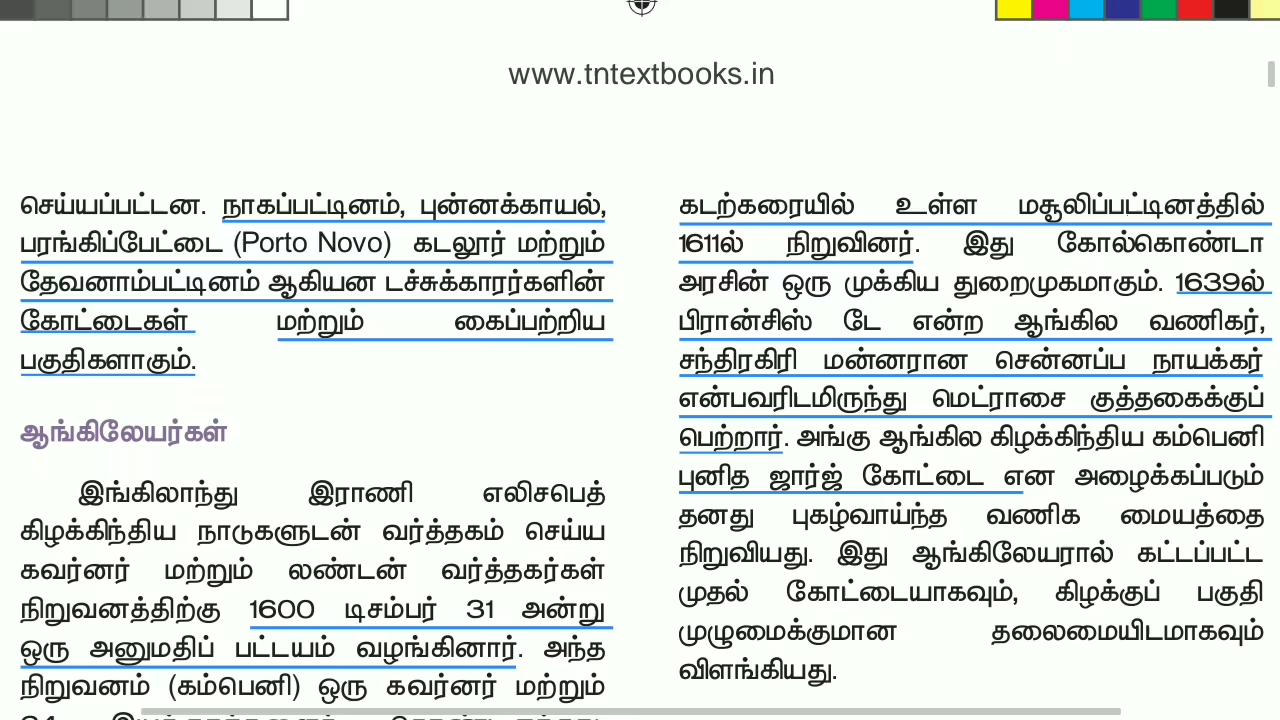 www.tntextbooks.in
செய்யப்பட்டன. நாகப்பட்டினம், புன்னக்காயல்,
பரங்கிப்பேட்டை (Porto Novo) கடலூர் மற்றும்
தேவனாம்பட்டினம் ஆகியன டச்சுக்காரர்களின்
கோட்டைகள் மற்றும் கைப்பற்றிய
பகுதிகளாகும்.
ஆங்கிலேயர்கள்
இங்கிலாந்து இராணி எலிசபெத்
கிழக்கிந்திய நாடுகளுடன் வர்த்தகம் செய்ய
கவர்னர் மற்றும் லண்டன் வர்த்தகர்கள்
நிறுவனத்திற்கு 1600 டிசம்பர் 31 அன்று
ஒரு அனுமதிப் பட்டயம் வழங்கினார். அந்த
நிறுவனம் (கம்பெனி) ஒரு கவர்னர் மற்றும்
கடற்கரையில் உள்ள மசூலிப்பட்டினத்தில்
1611ல் நிறுவினர். இது கோல்கொண்டா
அரசின் ஒரு முக்கிய துறைமுகமாகும். 1639ல்
பிரான்சிஸ் டே என்ற ஆங்கில வணிகர்,
சந்திரகிரி மன்னரான சென்னப்ப நாயக்கர்
என்பவரிடமிருந்து மெட்ராசை குத்தகைக்குப்
பெற்றார். அங்கு ஆங்கில கிழக்கிந்திய கம்பெனி
புனித ஜார்ஜ் கோட்டை என அழைக்கப்படும்
தனது புகழ்வாய்ந்த வணிக மையத்தை
நிறுவியது. இது ஆங்கிலேயரால் கட்டப்பட்ட
முதல் கோட்டையாகவும், கிழக்குப் பகுதி
முழுமைக்குமான தலைமையிடமாகவும்
விளங்கியது.